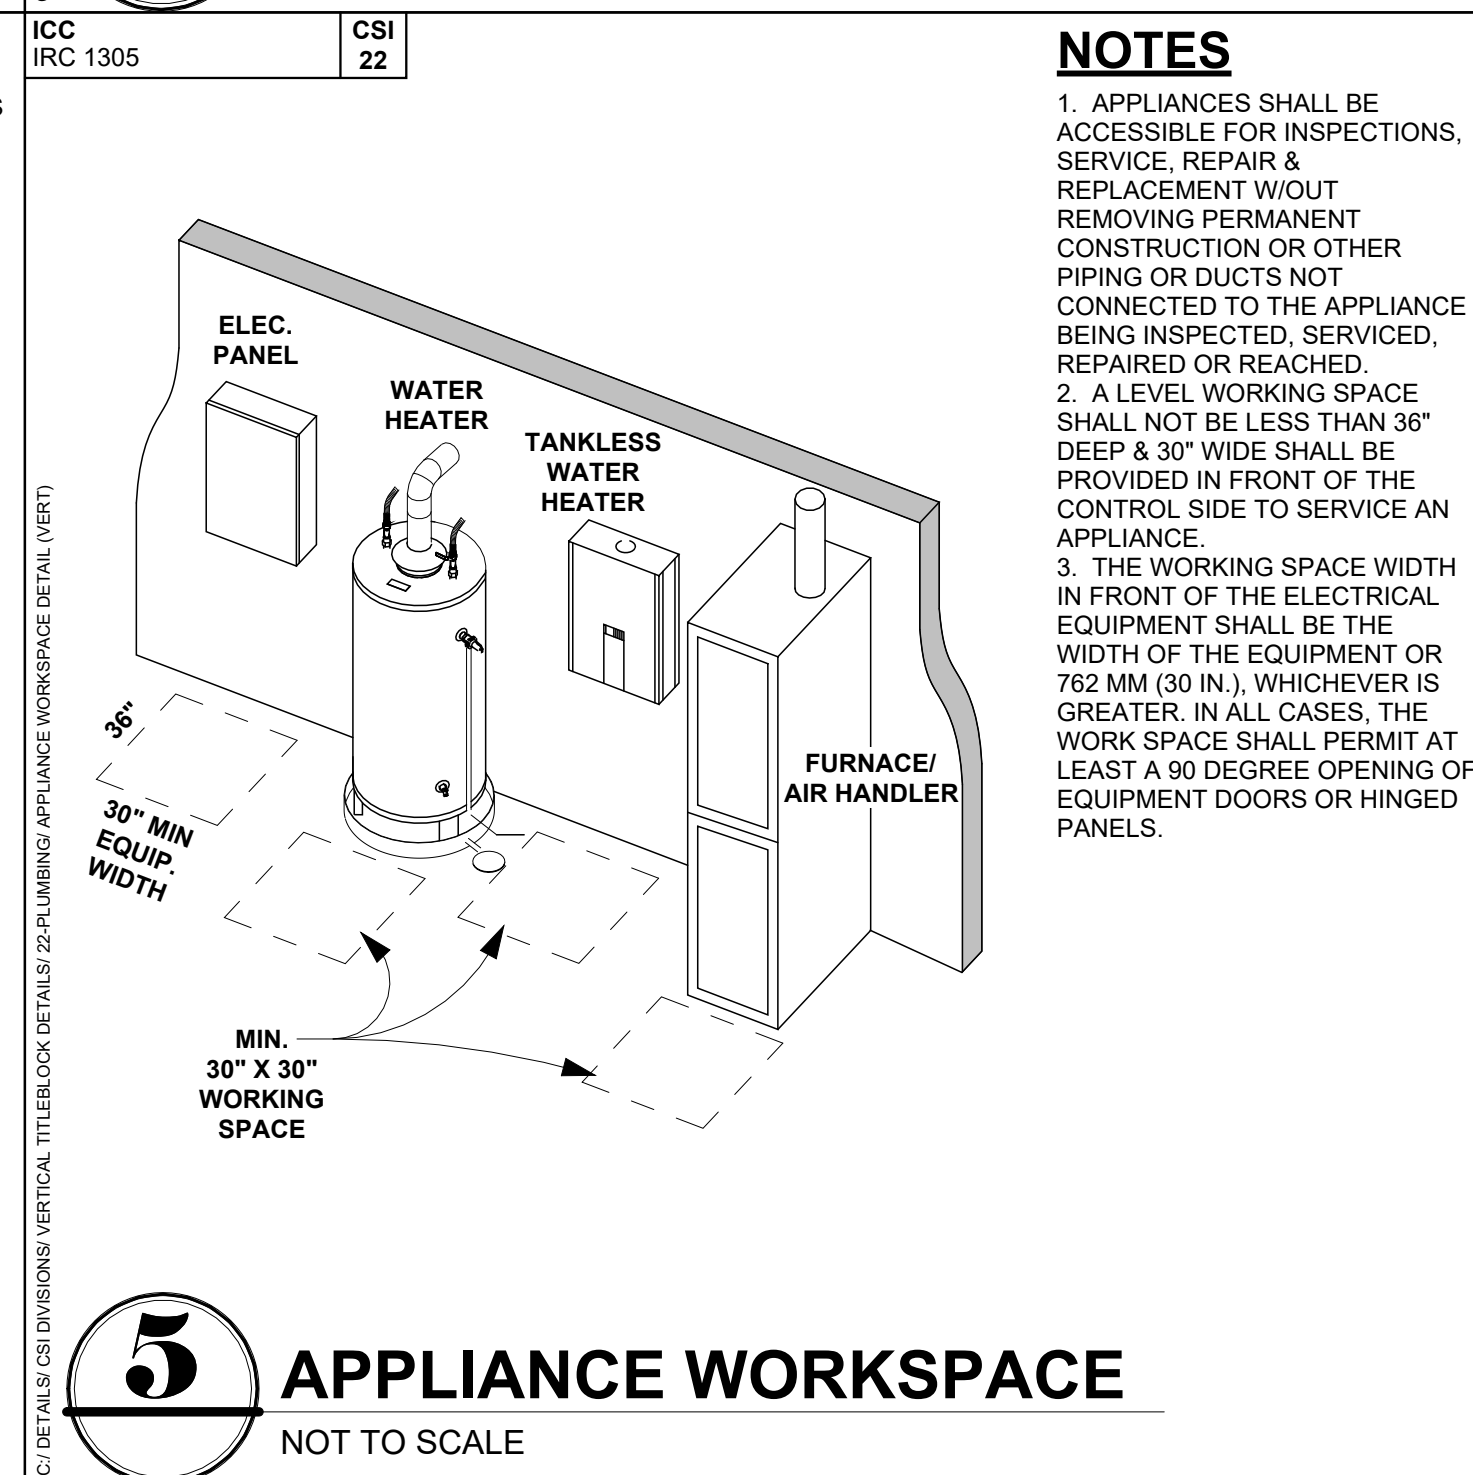 ICC
IRC 1305
CSI
22
NOTES
1. APPLIANCES SHALL BE
ACCESSIBLE FOR INSPECTIONS,
SERVICE, REPAIR &
REPLACEMENT W/OUT
REMOVING PERMANENT
CONSTRUCTION OR OTHER
PIPING OR DUCTS NOT
CONNECTED TO THE APPLIANCE
BEING INSPECTED, SERVICED,
REPAIRED OR REACHED.
2. A LEVEL WORKING SPACE
SHALL NOT BE LESS THAN 36"
DEEP & 30" WIDE SHALL BE
PROVIDED IN FRONT OF THE
CONTROL SIDE TO SERVICE AN
APPLIANCE.
3. THE WORKING SPACE WIDTH
IN FRONT OF THE ELECTRICAL
EQUIPMENT SHALL BE THE
WIDTH OF THE EQUIPMENT OR
762 MM (30 IN.), WHICHEVER IS
GREATER. IN ALL CASES, THE
WORK SPACE SHALL PERMIT AT
LEAST A 90 DEGREE OPENING OF
EQUIPMENT DOORS OR HINGED
PANELS.
ELEC.
PANEL
WATER
HEATER
TANKLESS
WATER
HEATER
FURNACE/
AIR HANDLER
36"
30" MIN
EQUIP.
WIDTH
MIN.
30" X 30"
WORKING
SPACE
C:/ DETAILS/ CSI DIVISIONS/ VERTICAL TITLEBLOCK DETAILS/ 22-PLUMBING/ APPLIANCE WORKSPACE DETAIL (VERT)
5
APPLIANCE WORKSPACE
NOT TO SCALE